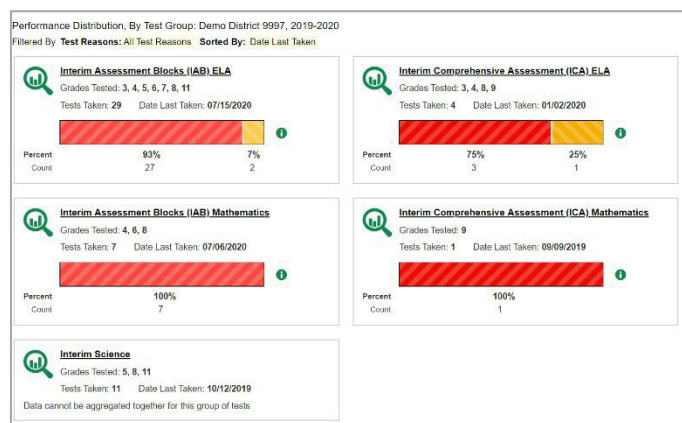 Performance Distribution, By Test Group: Demo District 9997, 2019-2020
Filtered By Test Reasons: All Test Reasons Sorted By: Date Last Taken
Interim Assessment Blocks (IAB) ELA
Grades Tested: 3, 4, 5, 6, 7, 8, 11
Tests Taken: 29 Date Last Taken: 07/15/2020
Percent 93% 7%
Count 27 2
Interim Comprehensive Assessment (ICA) ELA
Grades Tested: 3, 4, 8, 9
Tests Taken: 4 Date Last Taken: 01/02/2020
Percent 75% 25%
Count 3 1
Interim Assessment Blocks (IAB) Mathematics
Grades Tested: 4, 6, 8
Tests Taken: 7 Date Last Taken: 07/06/2020
Percent 100%
Count 7
Interim Comprehensive Assessment (ICA) Mathematics
Grades Tested: 9
Tests Taken: 1 Date Last Taken: 09/09/2019
Percent 100%
Count 1
Interim Science
Grades Tested: 5, 8, 11
Tests Taken: 11 Date Last Taken: 10/12/2019
Data cannot be aggregated together for this group of tests